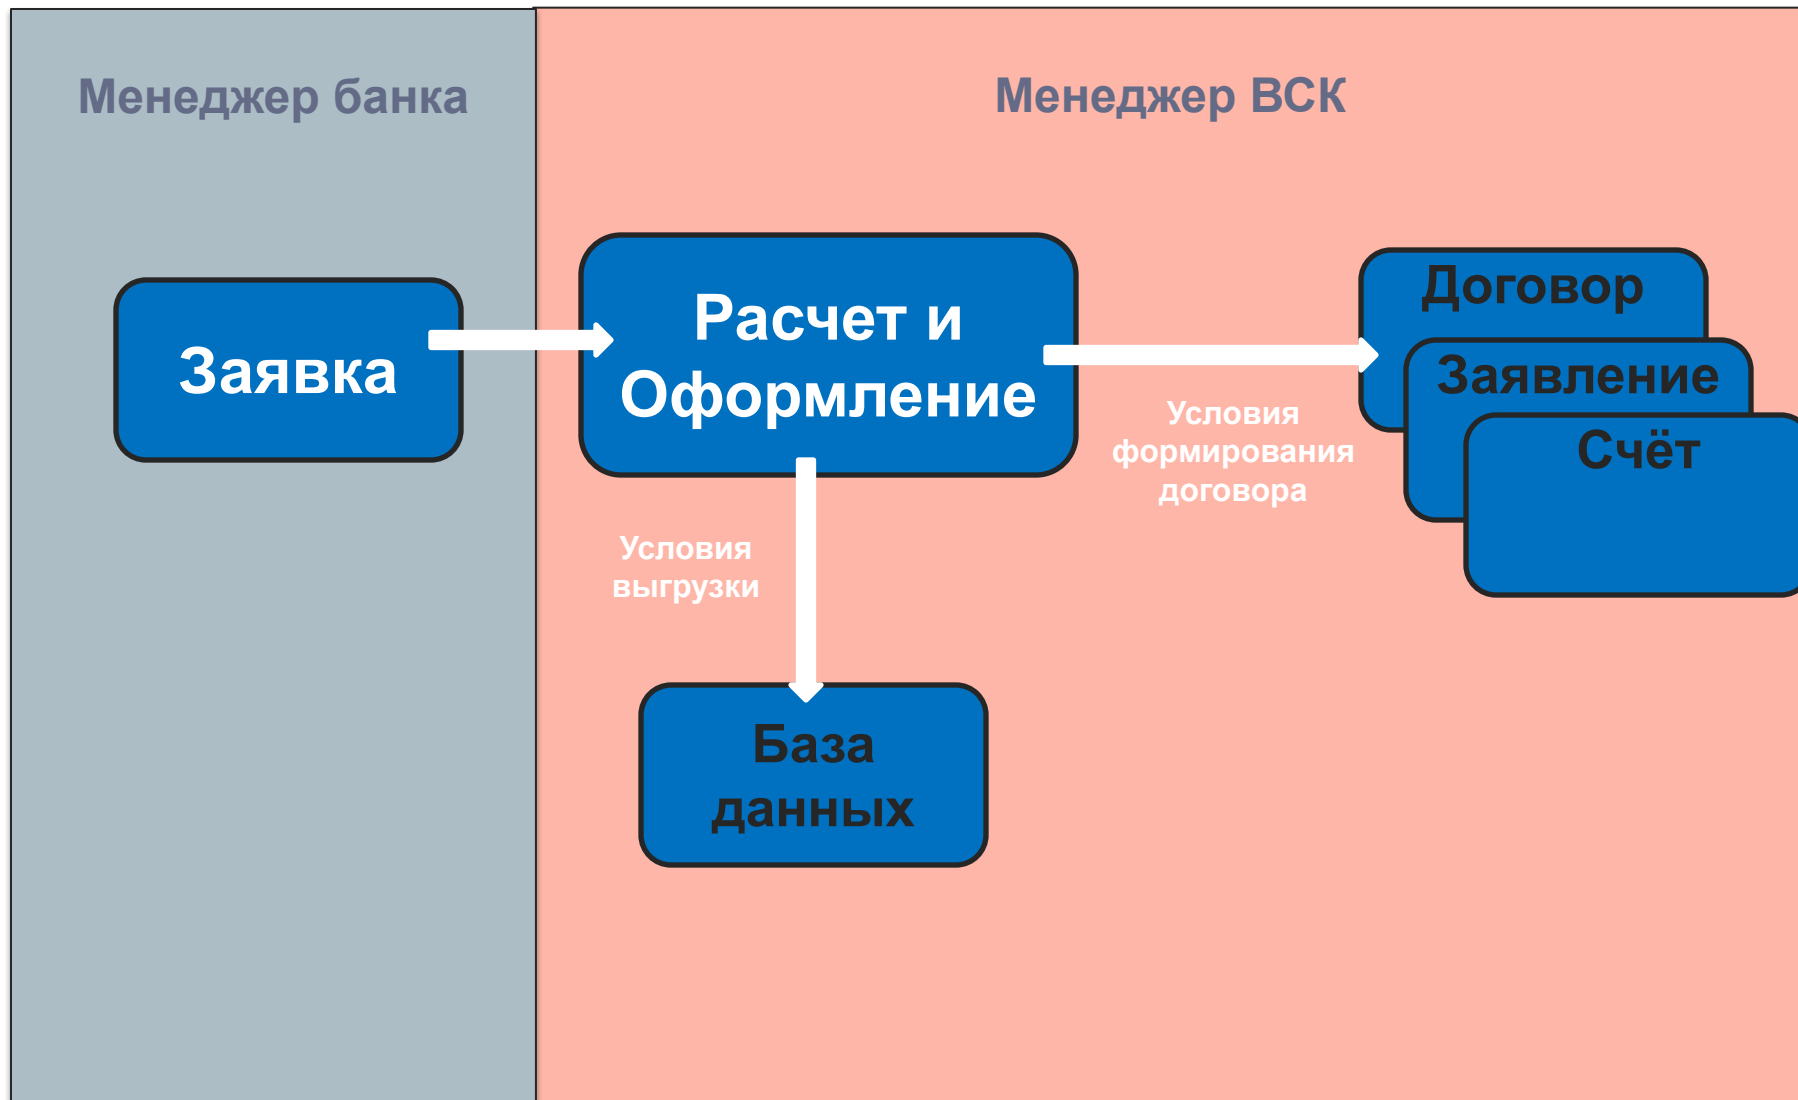 Менеджер банка
Менеджер ВСК
Заявка
Расчет и
Оформление
Условия
формирования
договора
Договор
Заявление
Счёт
Условия
выгрузки
База
данных